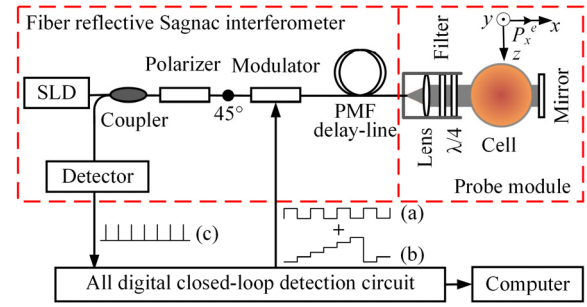 Fiber reflective Sagnac interferometer
SLD
Coupler
Polarizer
45°
Modulator
PMF
delay-line
Lens
Filter
λ/4
y
P_x^e
x
z
Cell
Mirror
Probe module
Detector
(c)
(a)
+
(b)
All digital closed-loop detection circuit
Computer